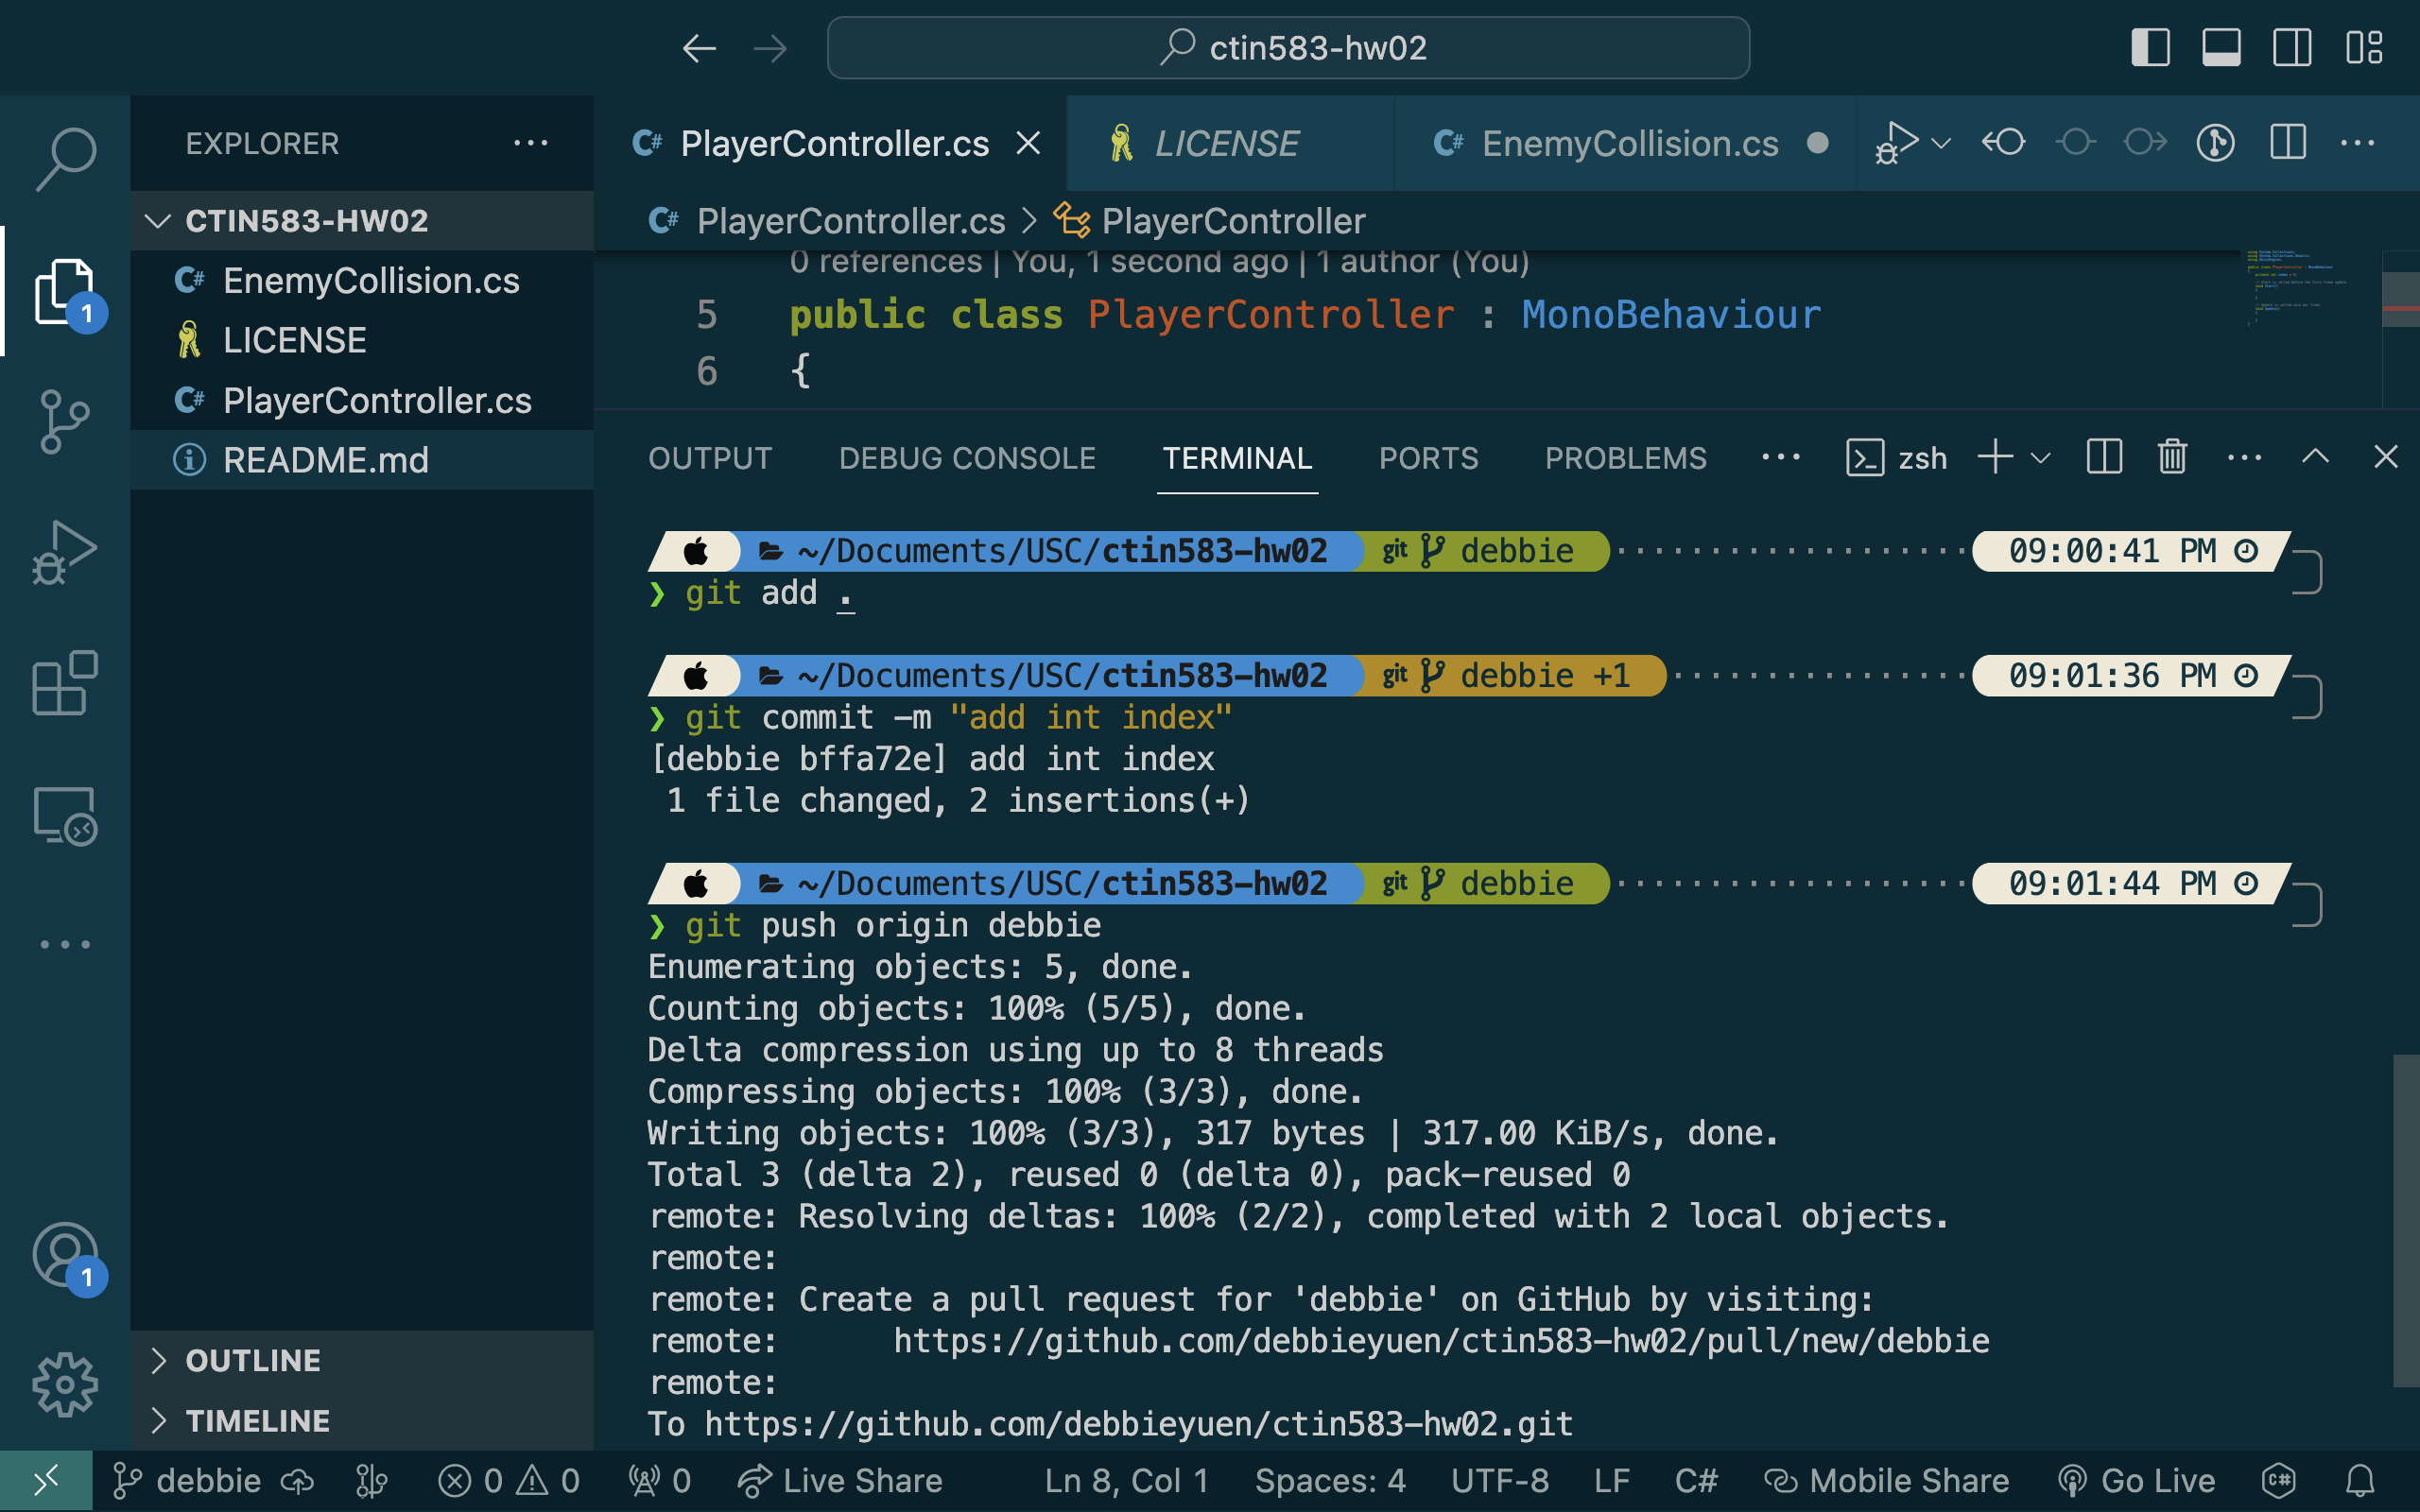 ctin583-hw02
EXPLORER
PlayerController.cs
LICENSE
EnemyCollision.cs
CTIN583-HW02
EnemyCollision.cs
LICENSE
PlayerController.cs
README.md
PlayerController.cs > PlayerController
0 references | You, 1 second ago | 1 author (You)
5 public class PlayerController : MonoBehaviour
6 {
OUTPUT DEBUG CONSOLE TERMINAL PORTS PROBLEMS ... zsh
~/Documents/USC/ctin583-hw02 git debbie 09:00:41 PM
❯ git add .
~/Documents/USC/ctin583-hw02 git debbie +1 09:01:36 PM
❯ git commit -m "add int index"
[debbie bffa72e] add int index
1 file changed, 2 insertions(+)
~/Documents/USC/ctin583-hw02 git debbie 09:01:44 PM
❯ git push origin debbie
Enumerating objects: 5, done.
Counting objects: 100% (5/5), done.
Delta compression using up to 8 threads
Compressing objects: 100% (3/3), done.
Writing objects: 100% (3/3), 317 bytes | 317.00 KiB/s, done.
Total 3 (delta 2), reused 0 (delta 0), pack-reused 0
remote: Resolving deltas: 100% (2/2), completed with 2 local objects.
remote:
remote: Create a pull request for 'debbie' on GitHub by visiting:
remote:      https://github.com/debbieyuen/ctin583-hw02/pull/new/debbie
remote:
To https://github.com/debbieyuen/ctin583-hw02.git
1
1
OUTLINE
TIMELINE
debbie 0 0 0 Live Share Ln 8, Col 1 Spaces: 4 UTF-8 LF C# Mobile Share Go Live